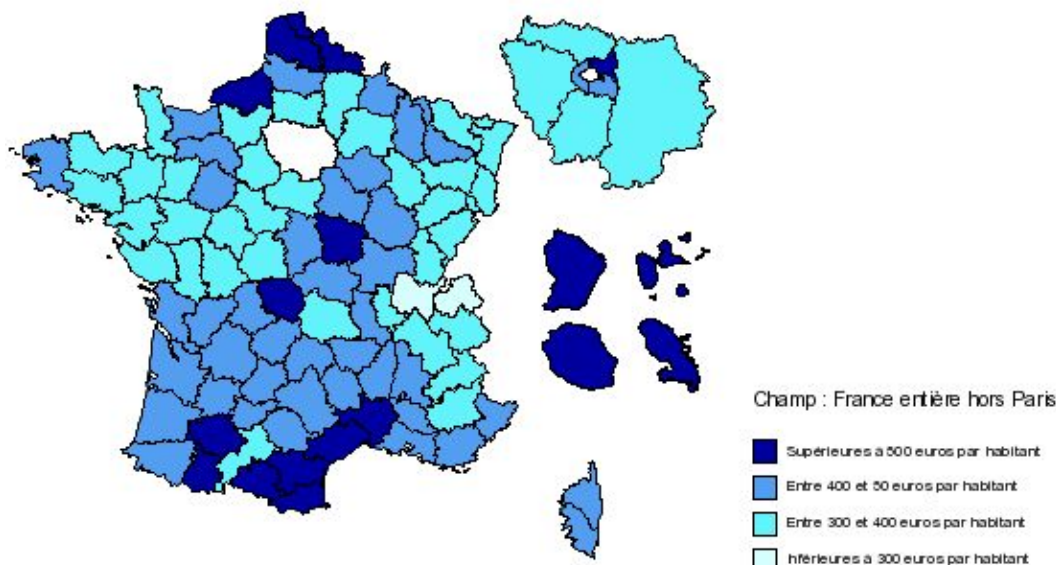 Champ : France entière hors Paris
Supérieures à 500 euros par habitant
Entre 400 et 50 euros par habitant
Entre 300 et 400 euros par habitant
nférieures à 300 euros par habitant